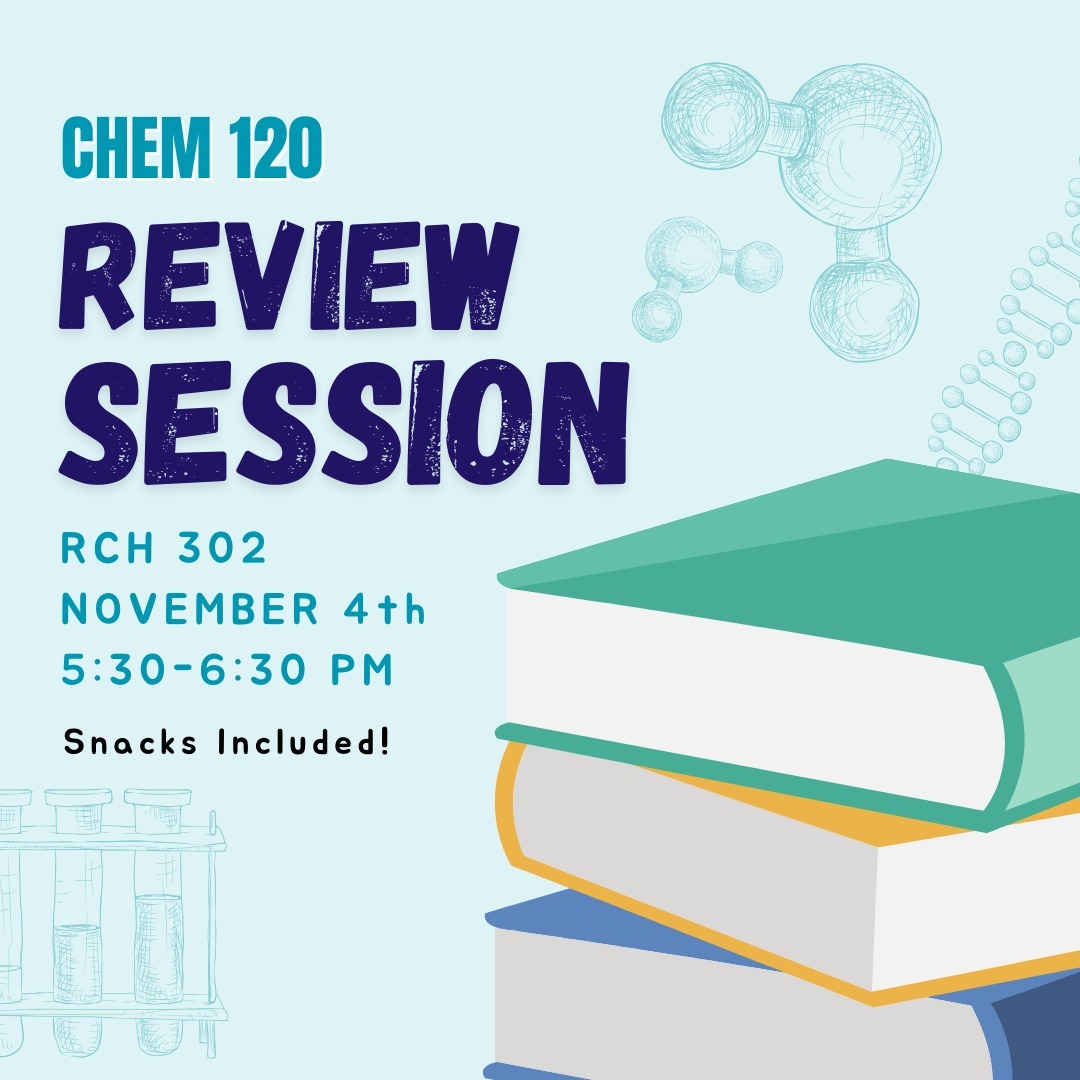 CHEM 120
REVIEW
SESSION
RCH 302
NOVEMBER 4th
5:30-6:30 PM
Snacks Included!